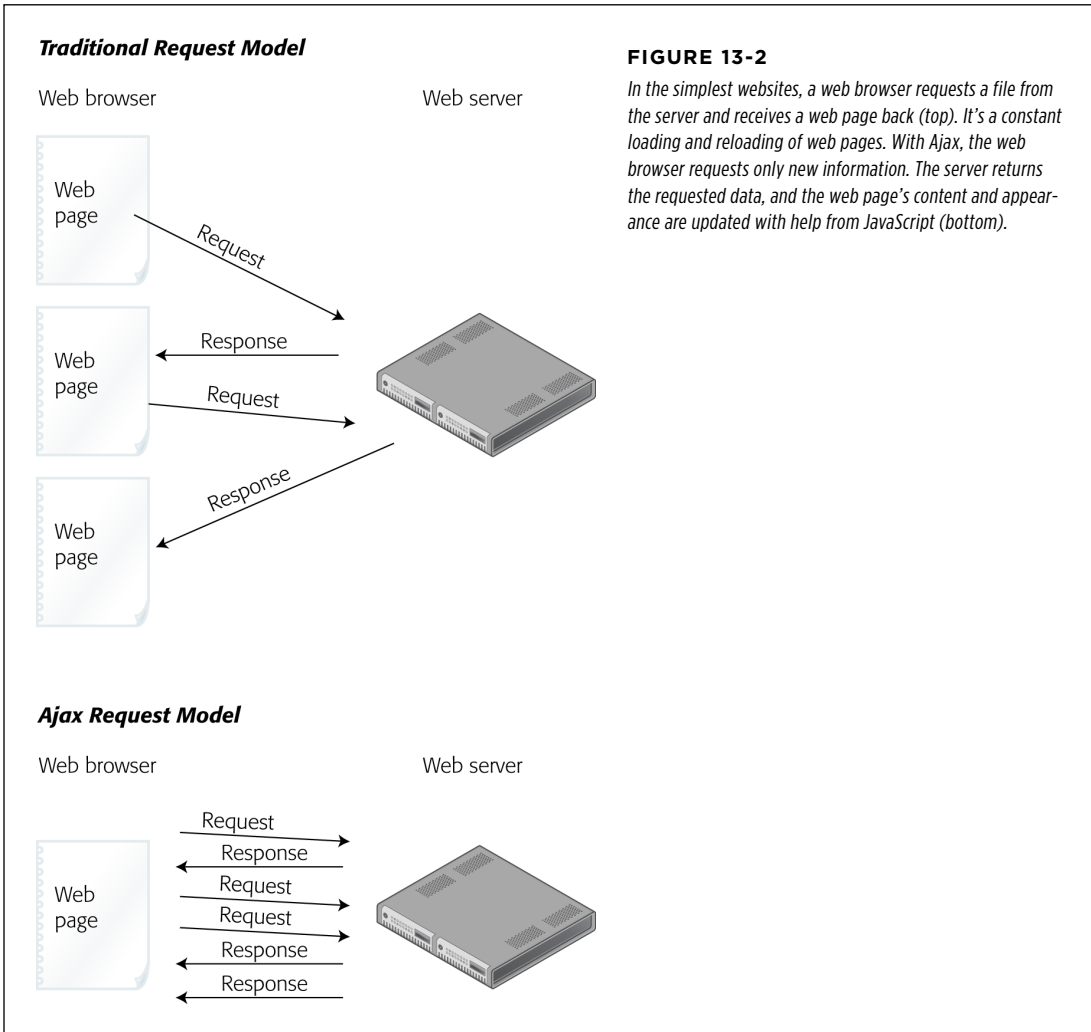 Traditional Request Model
Web browser
Web server
Web
page
Request
Response
Web
page
Request
Response
Web
page
FIGURE 13-2
In the simplest websites, a web browser requests a file from
the server and receives a web page back (top). It's a constant
loading and reloading of web pages. With Ajax, the web
browser requests only new information. The server returns
the requested data, and the web page's content and appear-
ance are updated with help from JavaScript (bottom).
Ajax Request Model
Web browser
Web server
Web
page
Request
Response
Request
Request
Response
Response